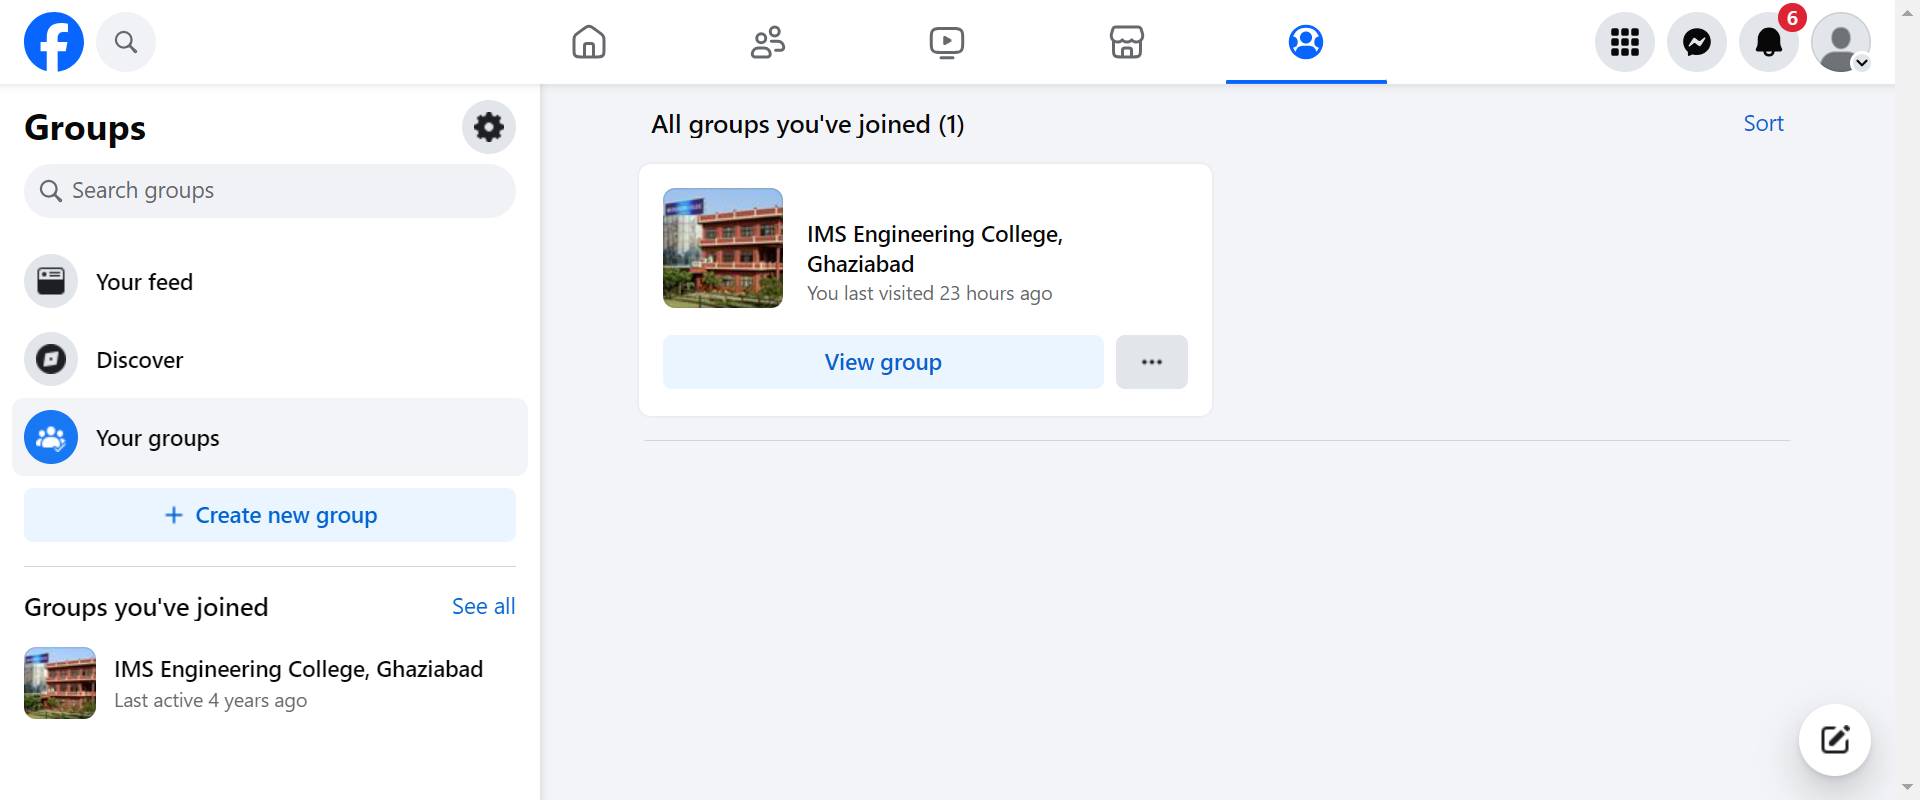 6
Groups
Search groups
Your feed
Discover
Your groups
+ Create new group
Groups you've joined
See all
IMS Engineering College, Ghaziabad
Last active 4 years ago
All groups you've joined (1)
Sort
IMS Engineering College,
Ghaziabad
You last visited 23 hours ago
View group